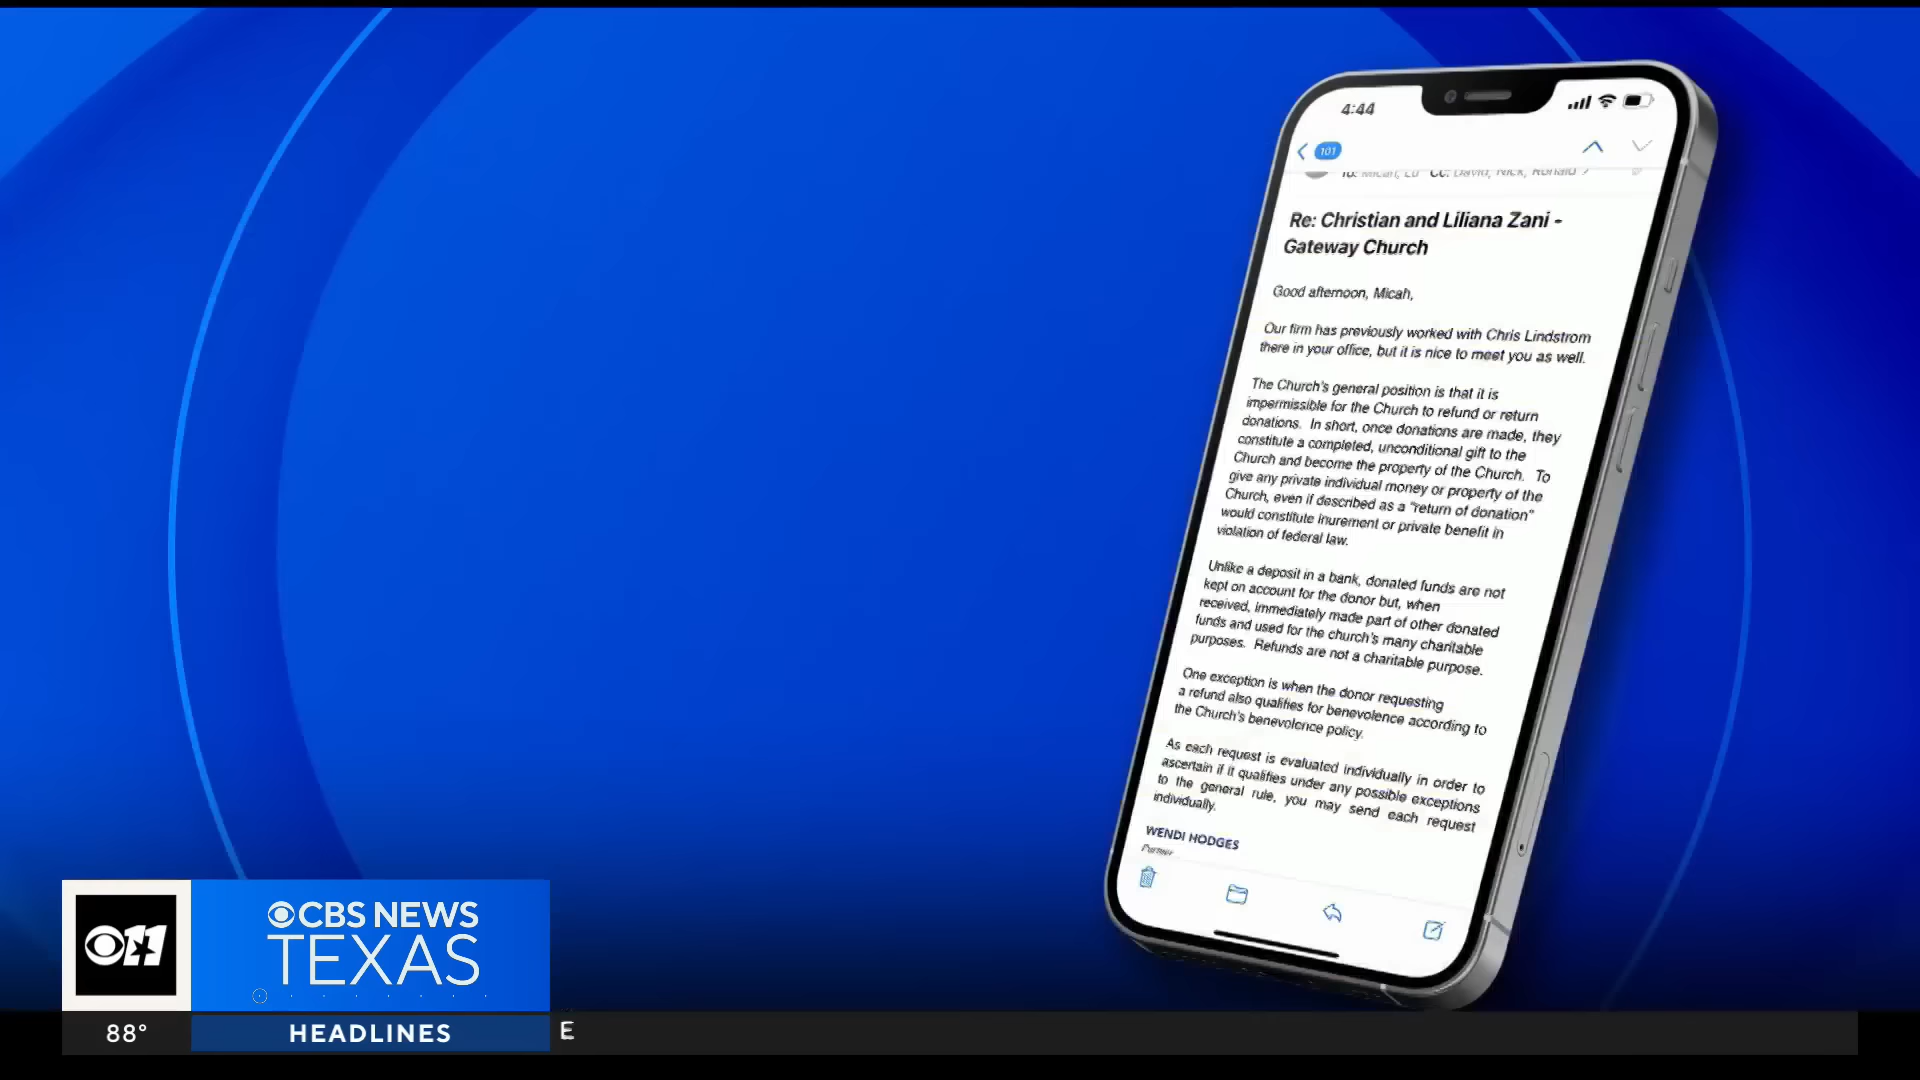 4:44
101
To: Micah, Ed Cc: David, Nick, Ronald
Re: Christian and Liliana Zani -
Gateway Church
Good afternoon, Micah,
Our firm has previously worked with Chris Lindstrom
there in your office, but it is nice to meet you as well.
The Church's general position is that it is
impermissible for the Church to refund or return
donations. In short, once donations are made, they
constitute a completed, unconditional gift to the
Church and become the property of the Church. To
give any private individual money or property of the
Church, even if described as a "return of donation"
would constitute inurement or private benefit in
violation of federal law.
Unlike a deposit in a bank, donated funds are not
kept on account for the donor but, when
received, immediately made part of other donated
funds and used for the church's many charitable
purposes. Refunds are not a charitable purpose.
One exception is when the donor requesting
a refund also qualifies for benevolence according to
the Church's benevolence policy.
As each request is evaluated individually in order to
ascertain if it qualifies under any possible exceptions
to the general rule, you may send each request
individually.
WENDI HODGES
Partner
11
CBS NEWS
TEXAS
88°
HEADLINES
E